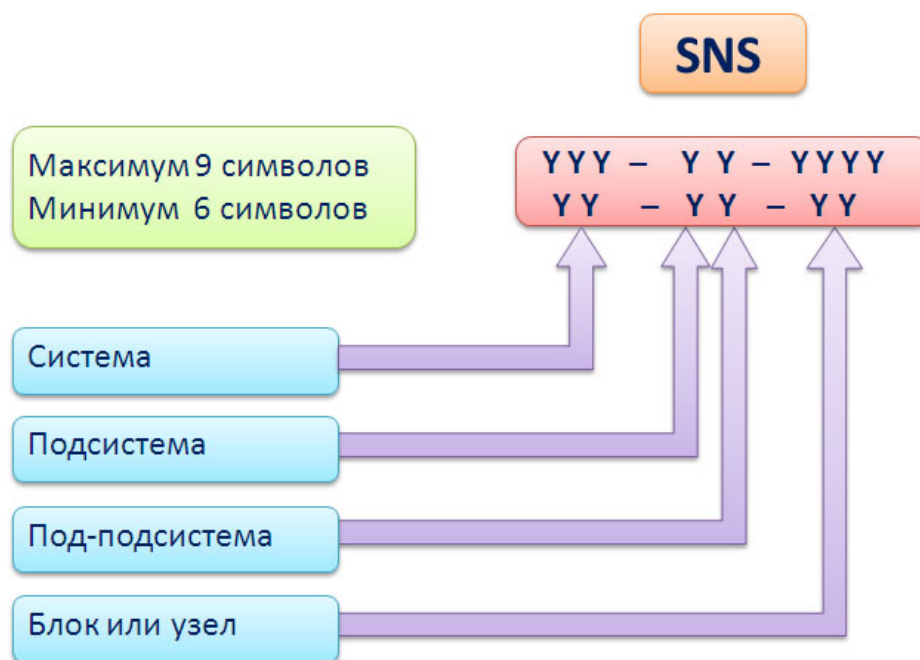 SNS
Максимум 9 символов
Минимум 6 символов
YYY – Y Y – YYYY
YY – YY – YY
Система
Подсистема
Под-подсистема
Блок или узел